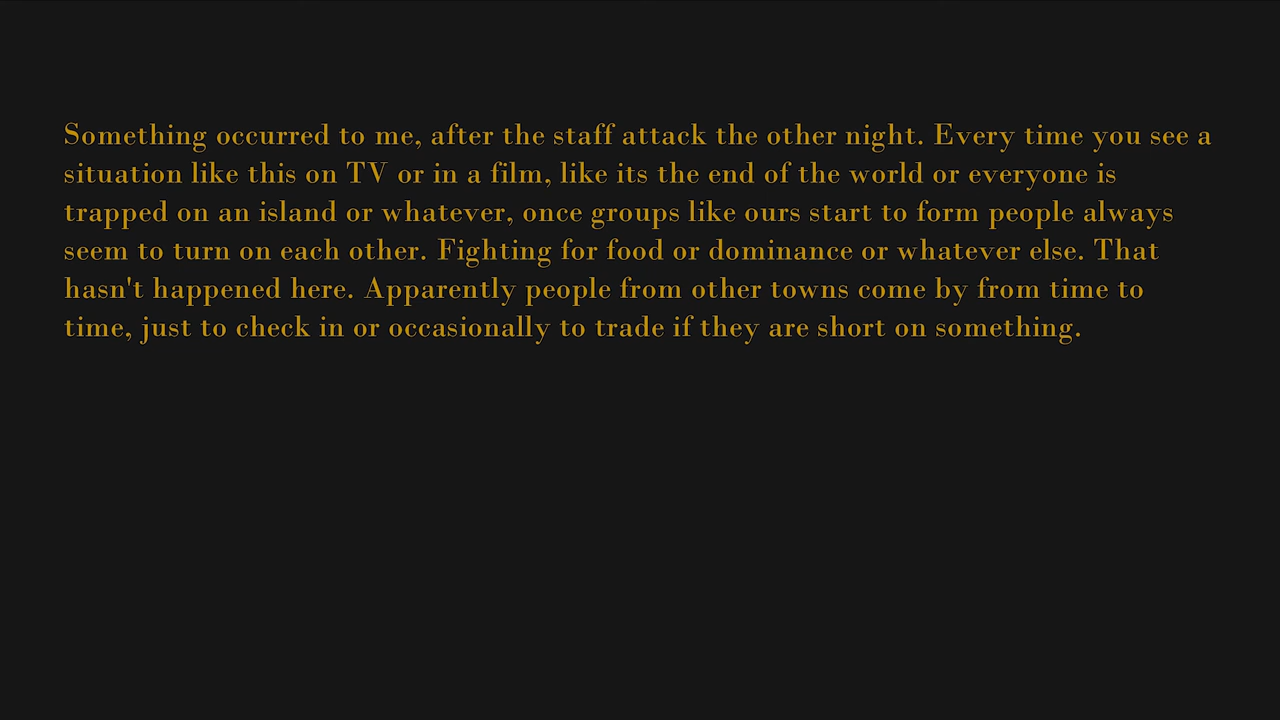 Something occurred to me, after the staff attack the other night. Every time you see a
situation like this on TV or in a film, like its the end of the world or everyone is
trapped on an island or whatever, once groups like ours start to form people always
seem to turn on each other. Fighting for food or dominance or whatever else. That
hasn't happened here. Apparently people from other towns come by from time to
time, just to check in or occasionally to trade if they are short on something.